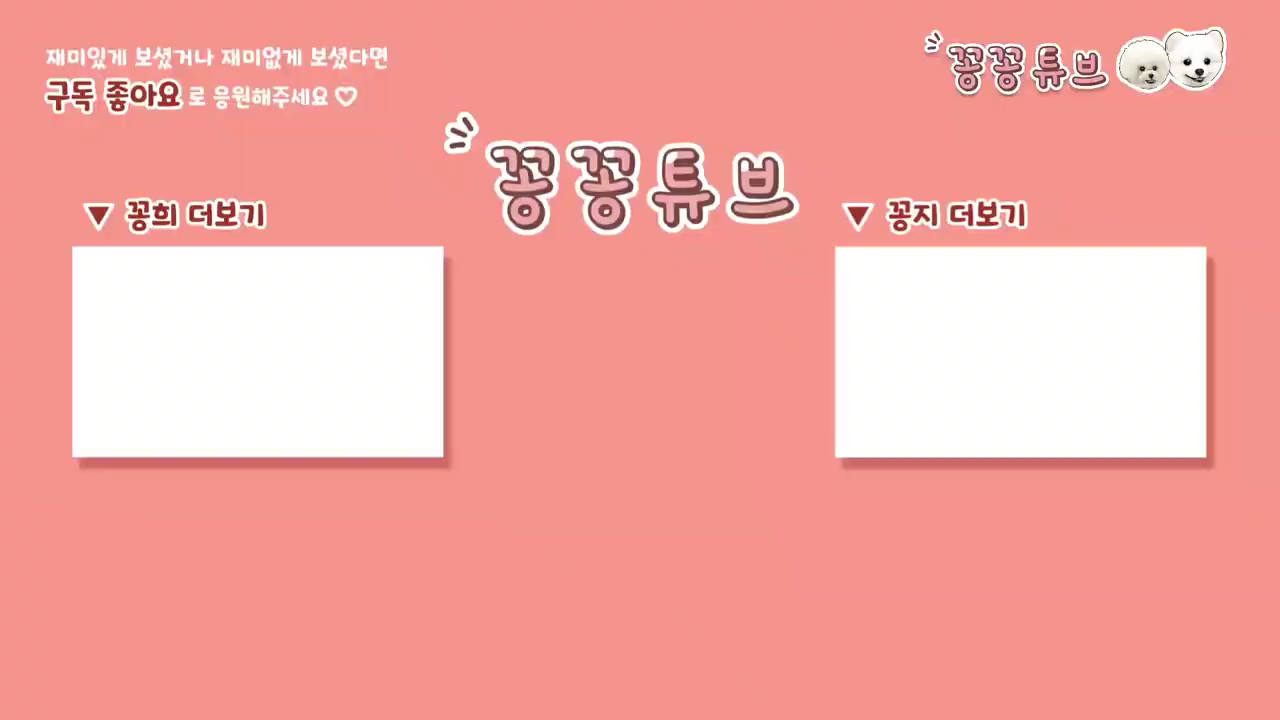 재미있게 보셨거나 재미없게 보셨다면
구독 좋아요로 응원해주세요♡
꽁꽁튜브
꽁꽁튜브
▼ 꽁희 더보기
▼ 꽁지 더보기